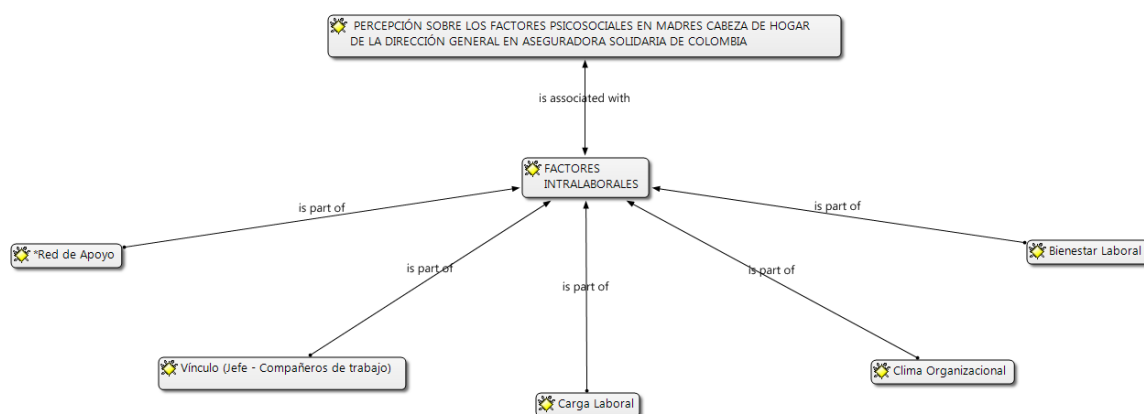 PERCEPCIÓN SOBRE LOS FACTORES PSICOSOCIALES EN MADRES CABEZA DE HOGAR
DE LA DIRECCIÓN GENERAL EN ASEGURADORA SOLIDARIA DE COLOMBIA
is associated with
FACTORES
INTRALABORALES
is part of
is part of
is part of
is part of
is part of
*Red de Apoyo
Bienestar Laboral
Vínculo (Jefe - Compañeros de trabajo)
Clima Organizacional
Carga Laboral